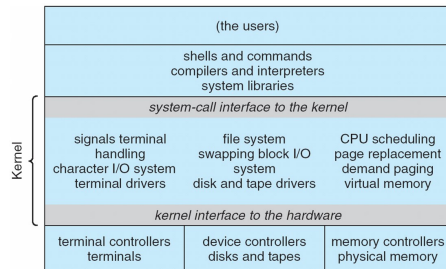 (the users)
shells and commands
compilers and interpreters
system libraries
Kernel
system-call interface to the kernel
signals terminal
handling
character I/O system
terminal drivers
file system
swapping block I/O
system
disk and tape drivers
CPU scheduling
page replacement
demand paging
virtual memory
kernel interface to the hardware
terminal controllers
terminals
device controllers
disks and tapes
memory controllers
physical memory